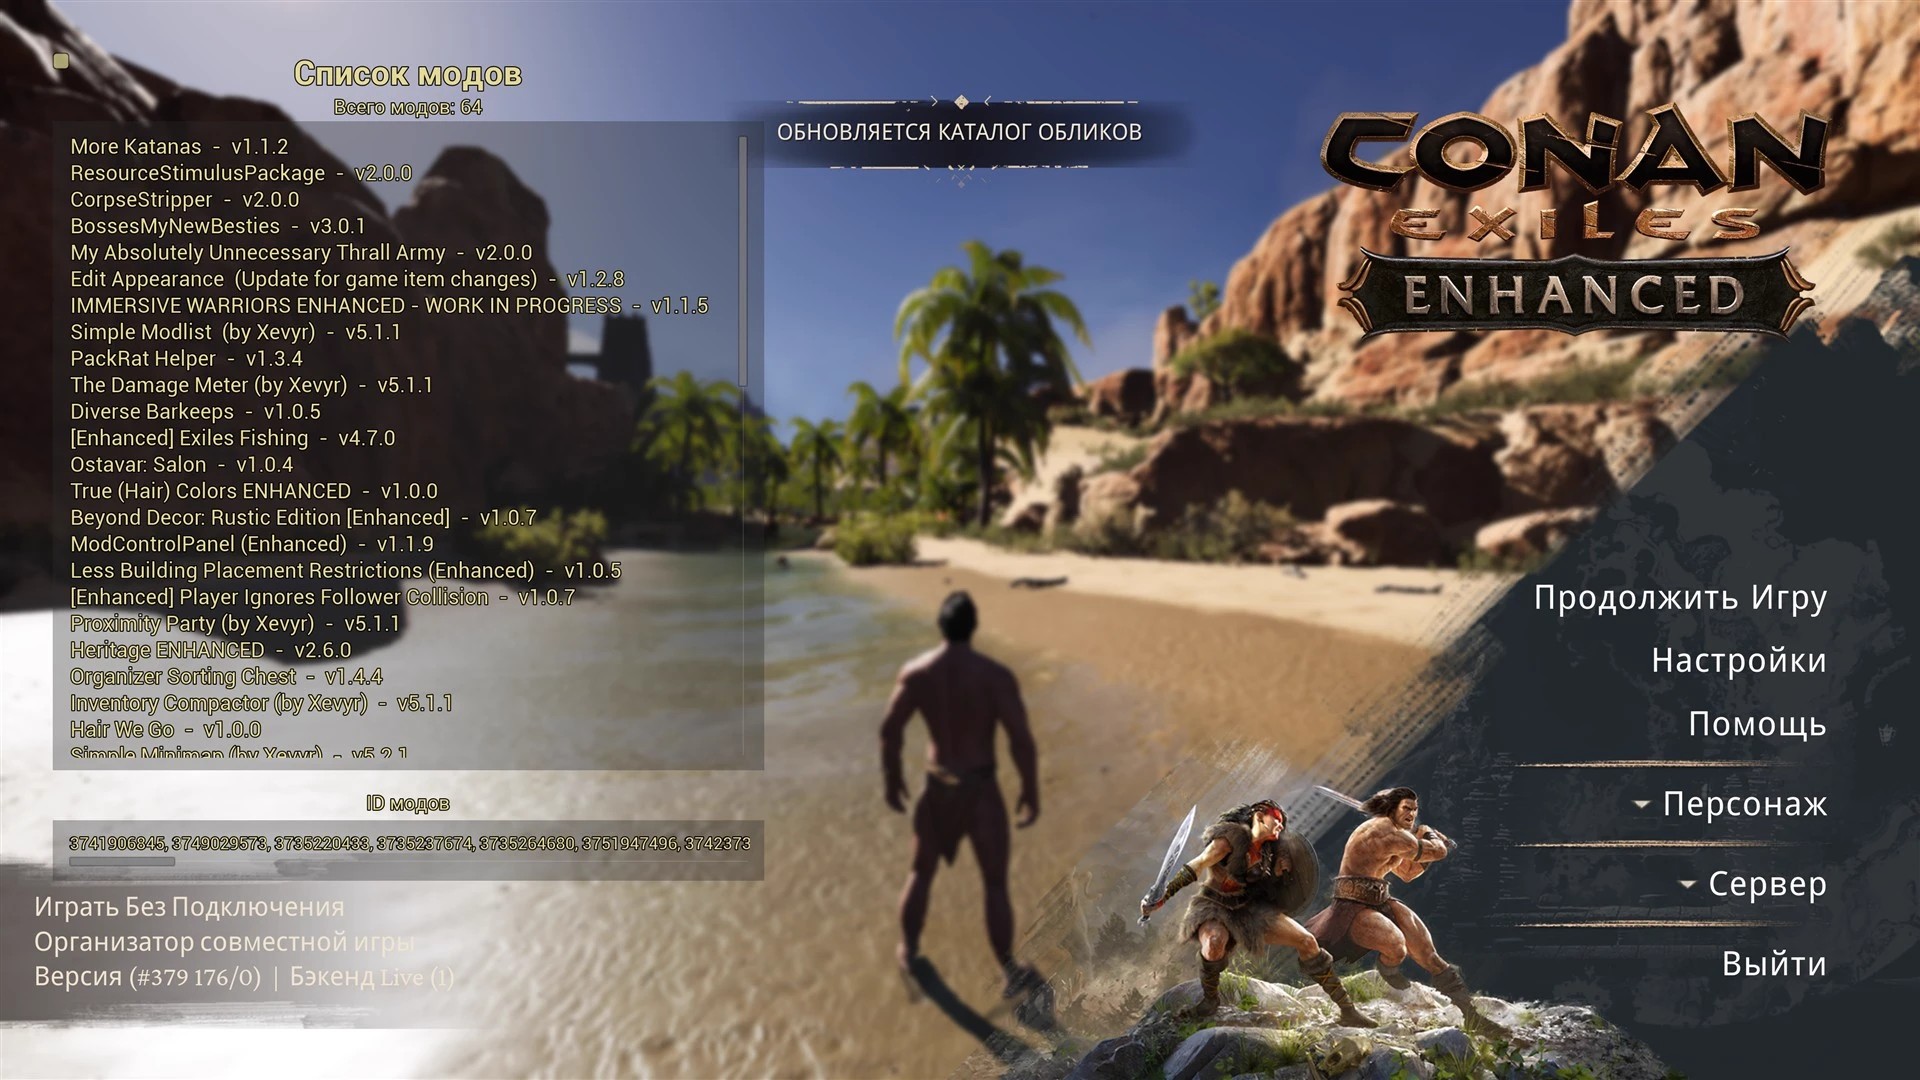 Список модов
Всего модов: 64
More Katanas - v1.1.2
ResourceStimulusPackage - v2.0.0
CorpseStripper - v2.0.0
BossesMyNewBesties - v3.0.1
My Absolutely Unnecessary Thrall Army - v2.0.0
Edit Appearance (Update for game item changes) - v1.2.8
IMMERSIVE WARRIORS ENHANCED - WORK IN PROGRESS - v1.1.5
Simple Modlist (by Xevyr) - v5.1.1
PackRat Helper - v1.3.4
The Damage Meter (by Xevyr) - v5.1.1
Diverse Barkeeps - v1.0.5
[Enhanced] Exiles Fishing - v4.7.0
Ostavar: Salon - v1.0.4
True (Hair) Colors ENHANCED - v1.0.0
Beyond Decor: Rustic Edition [Enhanced] - v1.0.7
ModControlPanel (Enhanced) - v1.1.9
Less Building Placement Restrictions (Enhanced) - v1.0.5
[Enhanced] Player Ignores Follower Collision - v1.0.7
Proximity Party (by Xevyr) - v5.1.1
Heritage ENHANCED - v2.6.0
Organizer Sorting Chest - v1.4.4
Inventory Compactor (by Xevyr) - v5.1.1
Hair We Go - v1.0.0
Simple Minimap (by Xevyr) - v5.2.1
ID модов
3741906845, 3749029573, 3735220433, 3735237674, 3735264680, 3751947496, 3742373
Играть Без Подключения
Организатор совместной игры
Версия (#379 176/0) | Бэкенд Live (1)
ОБНОВЛЯЕТСЯ КАТАЛОГ ОБЛИКОВ
CONAN
EXILES
ENHANCED
Продолжить Игру
Настройки
Помощь
Персонаж
Сервер
Выйти